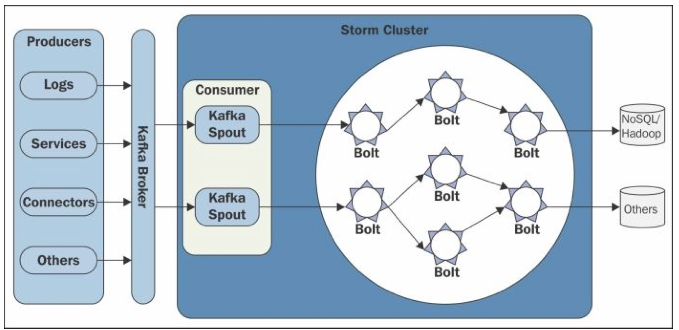 Producers
Logs
Services
Connectors
Others
Kafka Broker
Storm Cluster
Consumer
Kafka
Spout
Kafka
Spout
Bolt
Bolt
Bolt
Bolt
Bolt
Bolt
Bolt
NoSQL/
Hadoop
Others